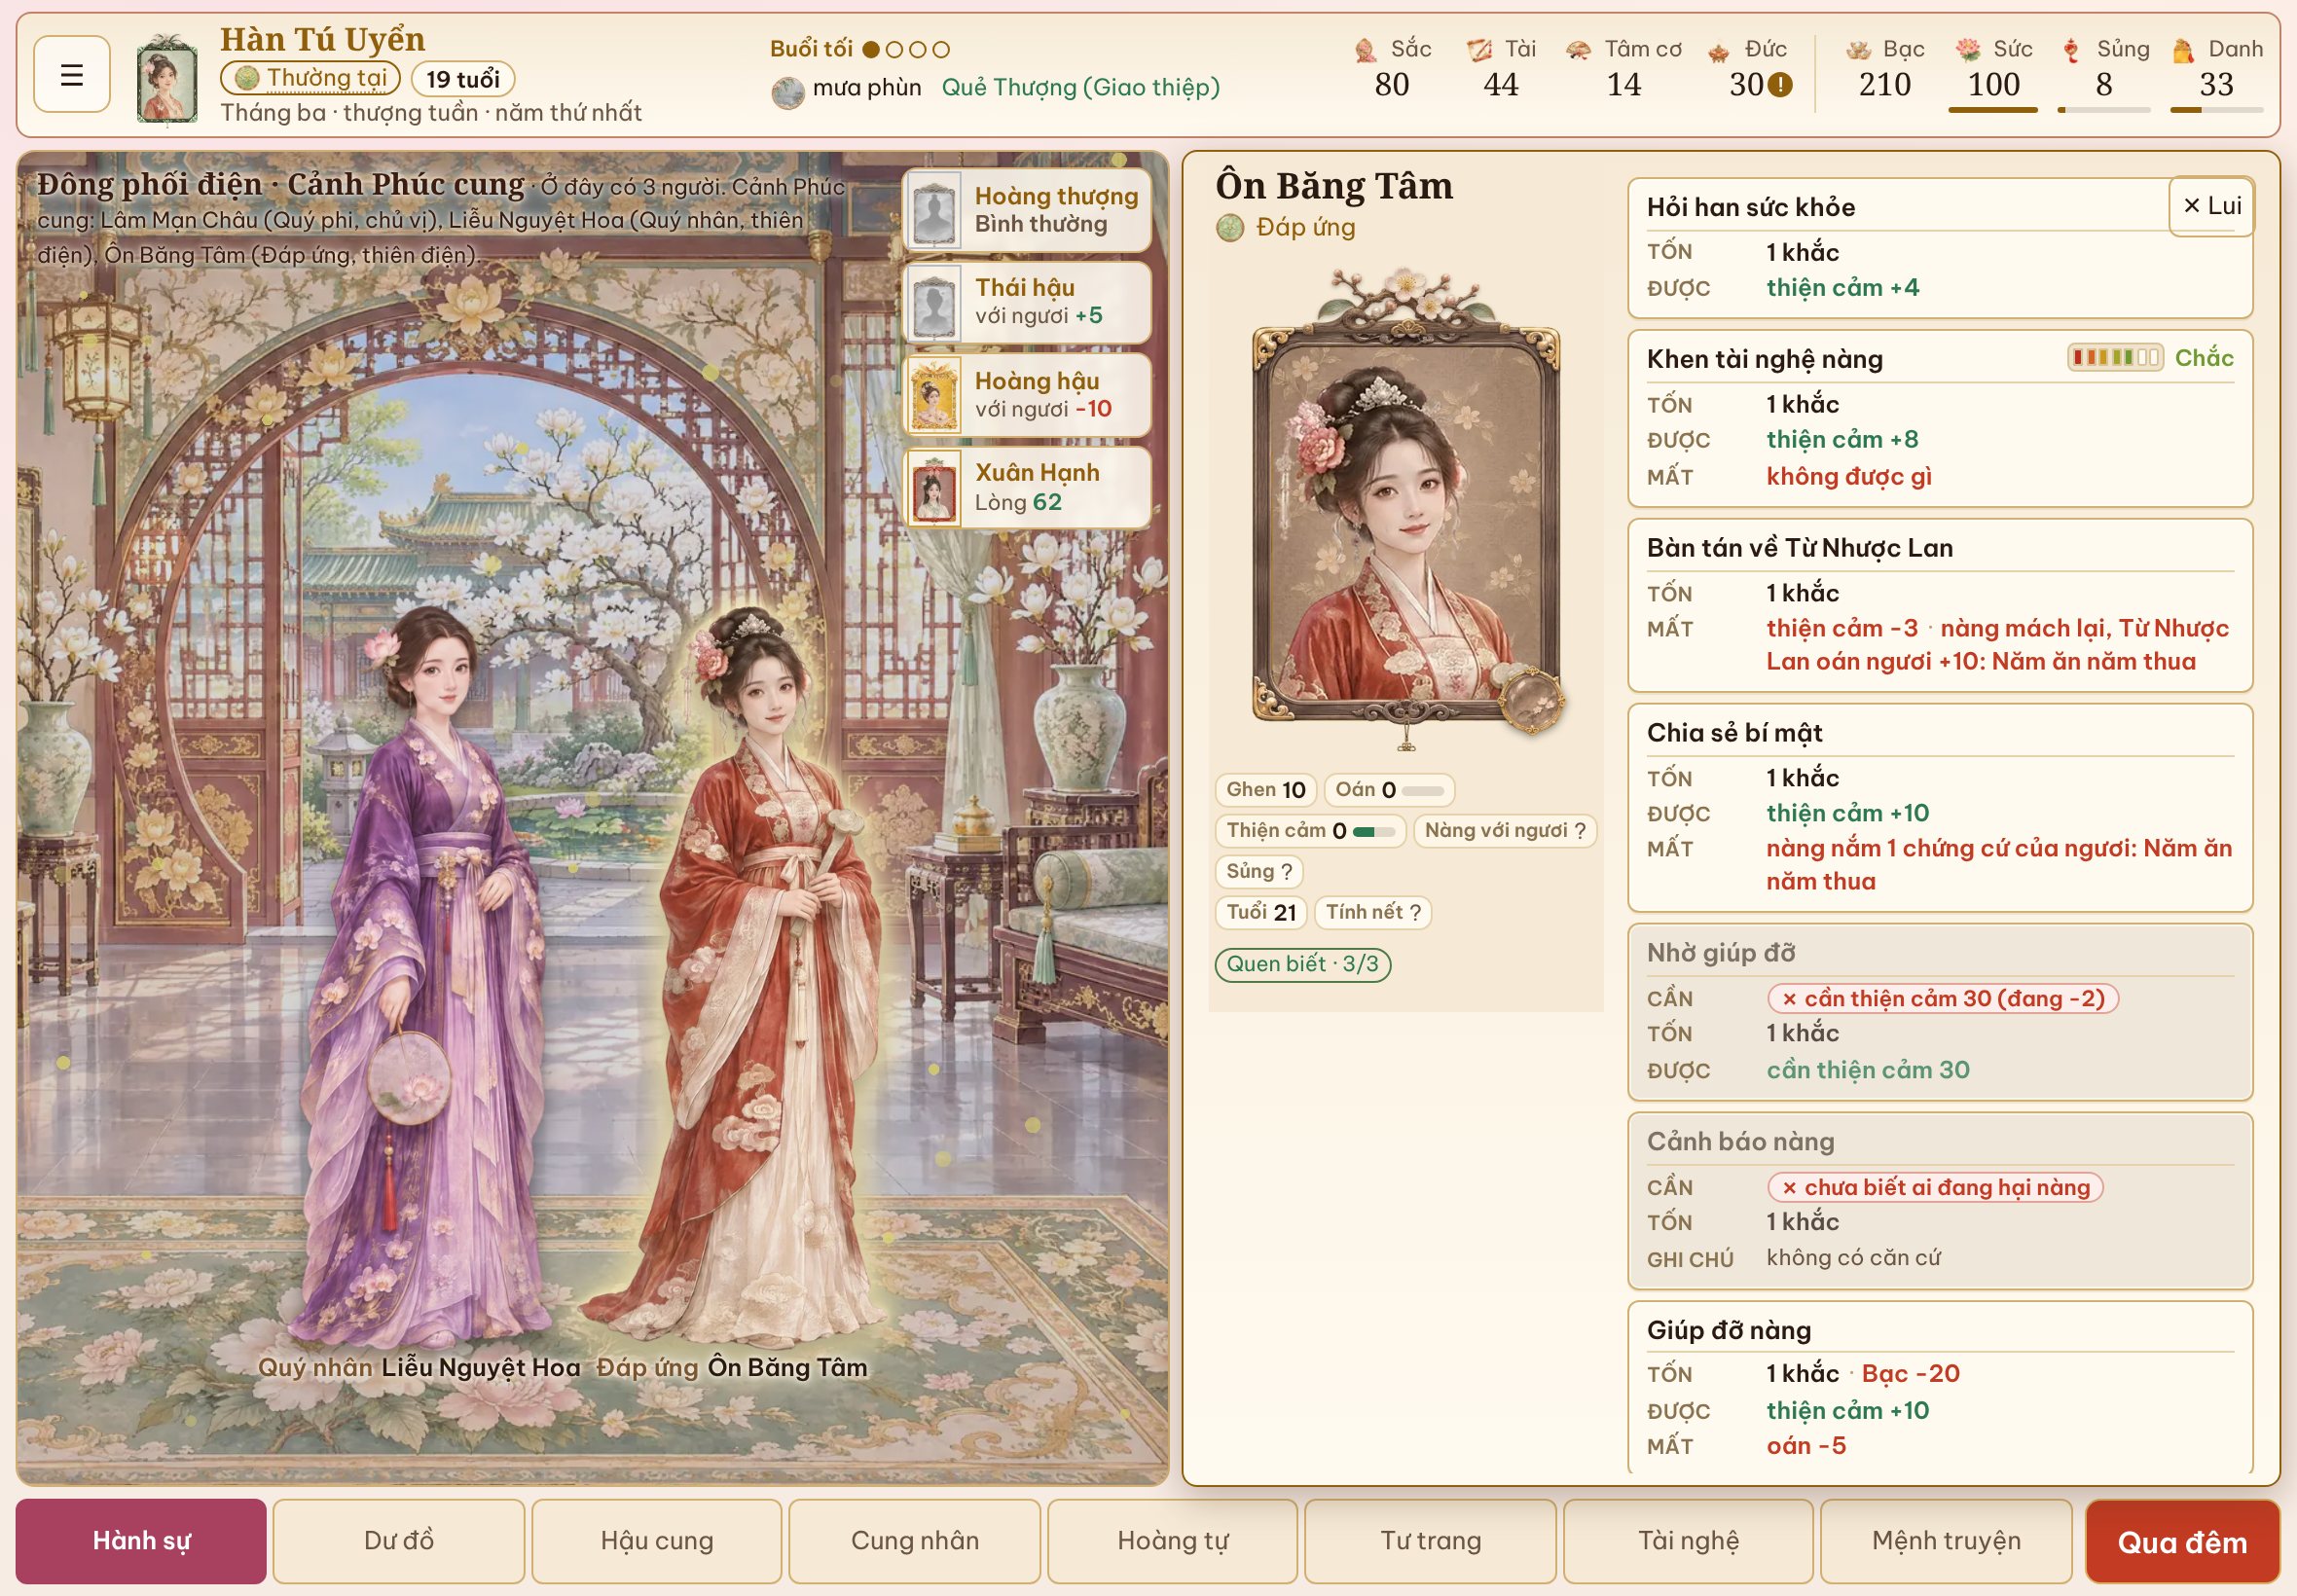 ☰
Hàn Tú Uyển
Thường tại 19 tuổi
Tháng ba · thượng tuần · năm thứ nhất
Buổi tối
mưa phùn Quẻ Thượng (Giao thiệp)
Sắc Tài Tâm cơ Đức Bạc Sức Sủng Danh
80 44 14 30 ! 210 100 8 33
Đông phối điện · Cảnh Phúc cung · Ở đây có 3 người. Cảnh Phúc
cung: Lâm Mạn Châu (Quý phi, chủ vị), Liễu Nguyệt Hoa (Quý nhân, thiên
điện), Ôn Băng Tâm (Đáp ứng, thiên điện).
Hoàng thượng
Bình thường
Thái hậu
với ngươi +5
Hoàng hậu
với ngươi -10
Xuân Hạnh
Lòng 62
Quý nhân Liễu Nguyệt Hoa Đáp ứng Ôn Băng Tâm
Ôn Băng Tâm
Đáp ứng
Ghen 10 Oán 0
Thiện cảm 0 Nàng với ngươi ?
Sủng ?
Tuổi 21 Tính nết ?
Quen biết · 3/3
× Lui
Hỏi han sức khỏe
TỐN 1 khắc
ĐƯỢC thiện cảm +4
Khen tài nghệ nàng Chắc
TỐN 1 khắc
ĐƯỢC thiện cảm +8
MẤT không được gì
Bàn tán về Từ Nhược Lan
TỐN 1 khắc
MẤT thiện cảm -3 · nàng mách lại, Từ Nhược
Lan oán ngươi +10: Năm ăn năm thua
Chia sẻ bí mật
TỐN 1 khắc
ĐƯỢC thiện cảm +10
MẤT nàng nắm 1 chứng cứ của ngươi: Năm ăn
năm thua
Nhờ giúp đỡ
CẦN × cần thiện cảm 30 (đang -2)
TỐN 1 khắc
ĐƯỢC cần thiện cảm 30
Cảnh báo nàng
CẦN × chưa biết ai đang hại nàng
TỐN 1 khắc
GHI CHÚ không có căn cứ
Giúp đỡ nàng
TỐN 1 khắc · Bạc -20
ĐƯỢC thiện cảm +10
MẤT oán -5
Hành sự Dư đồ Hậu cung Cung nhân Hoàng tự Tư trang Tài nghệ Mệnh truyện Qua đêm